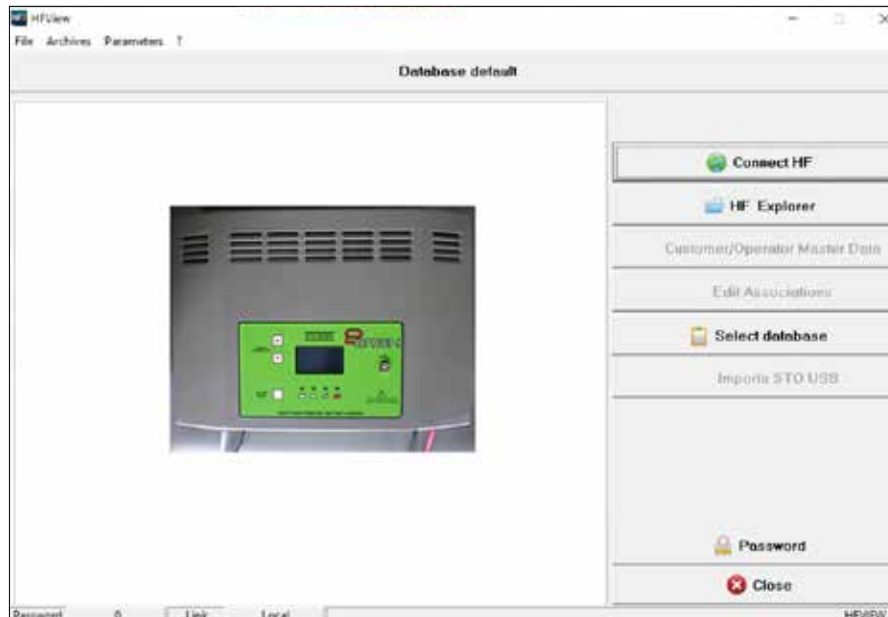 HFView
File Archives Parameters ?
Database default
Connect HF
HF Explorer
Customer/Operator Master Data
Edit Associations
Select database
Importa STO USB
Password
Close
Password 0 Link Local HFVIEW